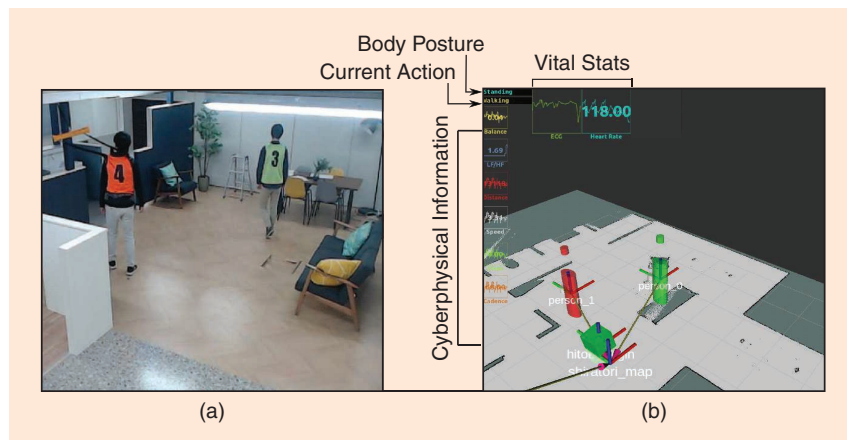 Body Posture
Current Action
Vital Stats
Cyberphysical Information
4
3
Standing
Walking
118.00
Balance
ECG
Heart Rate
1.69
LF/HF
Distance
Speed
Cadence
person_1
person_0
shiratori_map
(a)
(b)